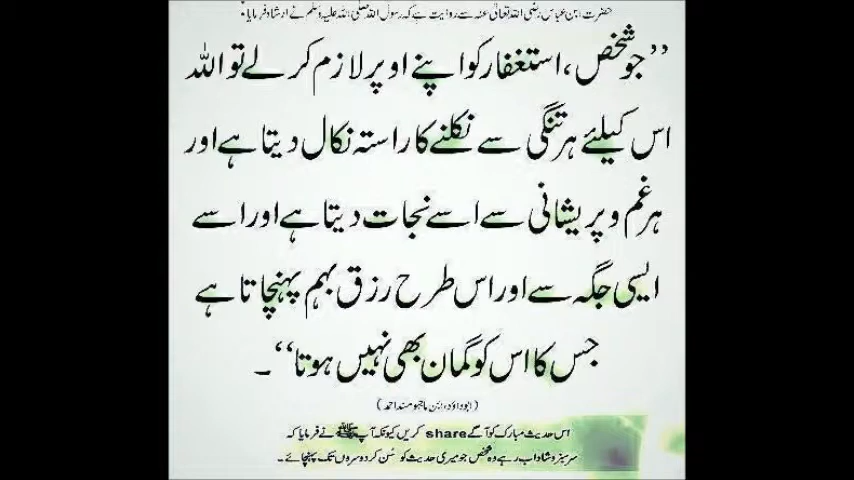 حضرت ابن عباس رضی اللہ تعالیٰ عنہ سے روایت ہے کہ رسول اللہ صلی اللہ علیہ وسلم نے ارشاد فرمایا:
”جو شخص، استغفار کو اپنے اوپر لازم کر لے تو اللہ
اس کیلئے ہر تنگی سے نکلنے کا راستہ نکال دیتا ہے اور
ہر غم و پریشانی سے اسے نجات دیتا ہے اور اسے
ایسی جگہ سے اور اس طرح رزق بہم پہنچاتا ہے
جس کا اس کو گمان بھی نہیں ہوتا“۔
(ابوداؤد، ابن ماجہ، مسند احمد)
اس حدیث مبارک کو آگے share کریں کیونکہ آپ ﷺ نے فرمایا کہ
سرسبز و شاداب رہے وہ شخص جو میری حدیث کو سُن کر دوسروں تک پہنچائے۔